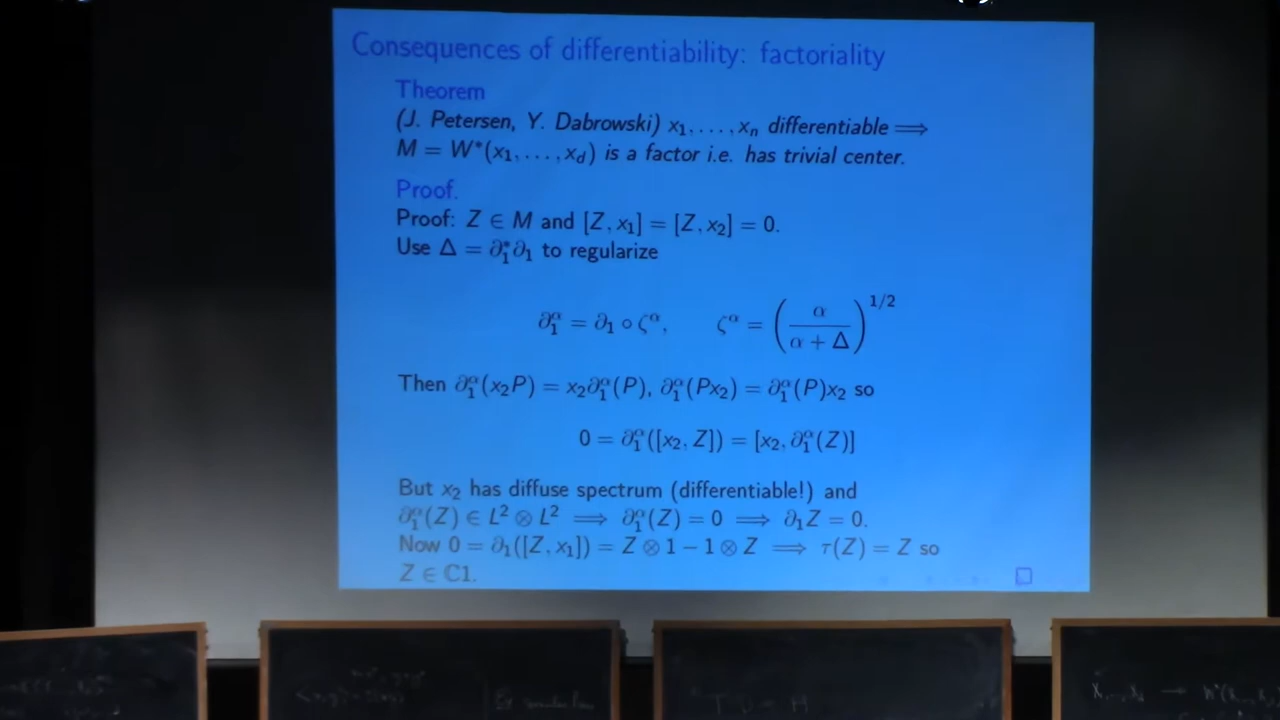 Consequences of differentiability: factoriality
Theorem
(J. Petersen, Y. Dabrowski) x₁, . . . , xₙ differentiable ⟹
M = W*(x₁, . . . , x_d) is a factor i.e. has trivial center.
Proof.
Proof: Z ∈ M and [Z, x₁] = [Z, x₂] = 0.
Use Δ = ∂₁*∂₁ to regularize
∂₁^α = ∂₁ ∘ ζ^α, ζ^α = (α / (α + Δ))^{1/2}
Then ∂₁^α(x₂P) = x₂∂₁^α(P), ∂₁^α(Px₂) = ∂₁^α(P)x₂ so
0 = ∂₁^α([x₂, Z]) = [x₂, ∂₁^α(Z)]
But x₂ has diffuse spectrum (differentiable!) and
∂₁^α(Z) ∈ L² ⊗ L² ⟹ ∂₁^α(Z) = 0 ⟹ ∂₁Z = 0.
Now 0 = ∂₁([Z, x₁]) = Z ⊗ 1 − 1 ⊗ Z ⟹ τ(Z) = Z so
Z ∈ C1.